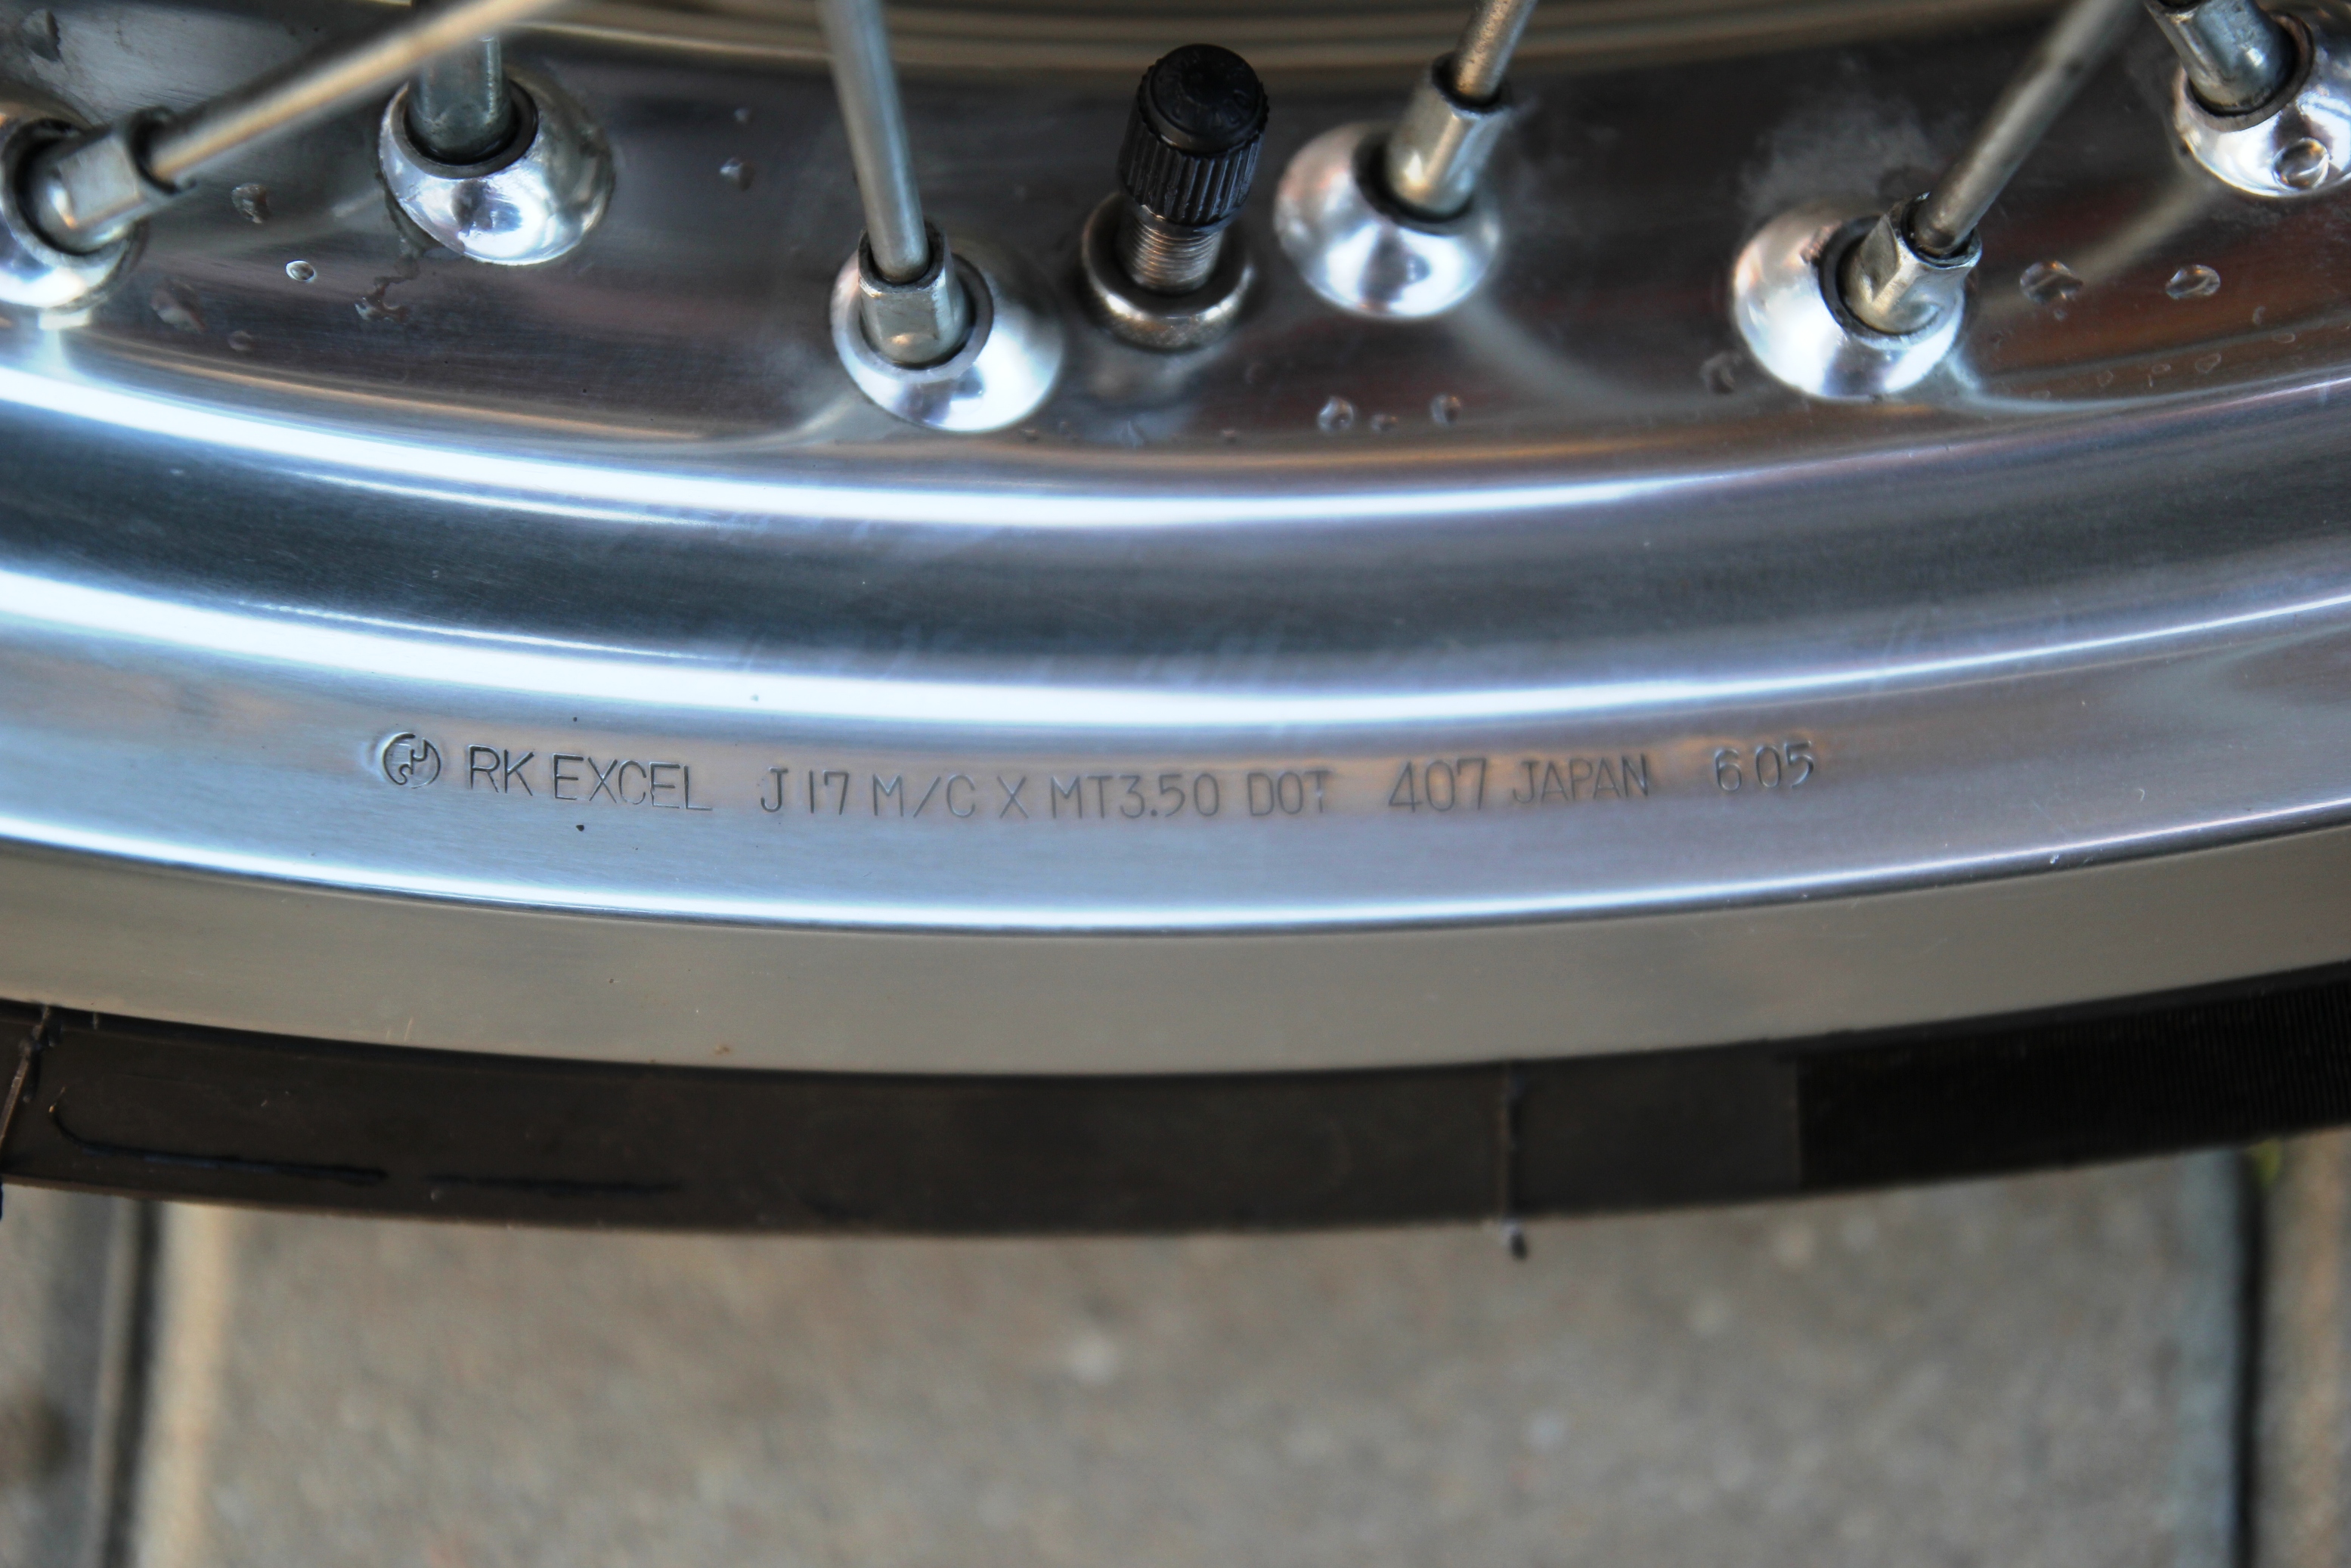 RK EXCEL J17 M/C X MT3.50 DOT 407 JAPAN 605